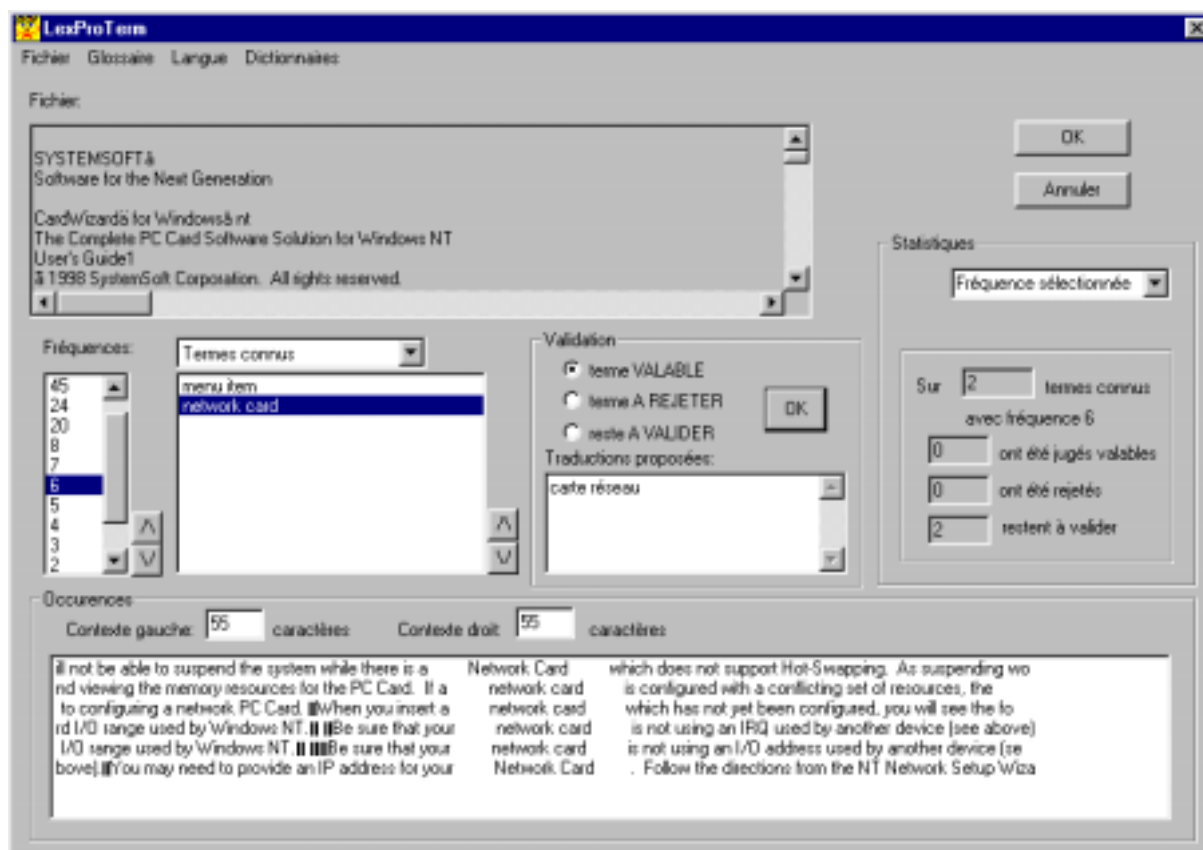 LexProTerm
Fichier Glossaire Langue Dictionnaires
Fichier:
SYSTEMSOFTâ
Software for the Next Generation
CardWizardä for Windowsâ nt
The Complete PC Card Software Solution for Windows NT
User's Guide1
ã 1998 SystemSoft Corporation. All rights reserved.
OK
Annuler
Statistiques
Fréquence sélectionnée
Sur 2 termes connus
avec fréquence 6
0 ont été jugés valables
0 ont été rejetés
2 restent à valider
Fréquences:
45
24
20
8
7
6
5
4
3
2
/\
\/
Termes connus
menu item
network card
/\
\/
Validation
terme VALABLE
terme A REJETER
reste A VALIDER
OK
Traductions proposées:
carte réseau
Occurences
Contexte gauche: 55 caractères Contexte droit: 55 caractères
ill not be able to suspend the system while there is a Network Card which does not support Hot-Swapping. As suspending wo
nd viewing the memory resources for the PC Card. If a network card is configured with a conflicting set of resources, the
to configuring a network PC Card. When you insert a network card which has not yet been configured, you will see the fo
rd I/O range used by Windows NT. Be sure that your network card is not using an IRQ used by another device (see above)
I/O range used by Windows NT. Be sure that your network card is not using an I/O address used by another device (se
bove). You may need to provide an IP address for your Network Card . Follow the directions from the NT Network Setup Wiza